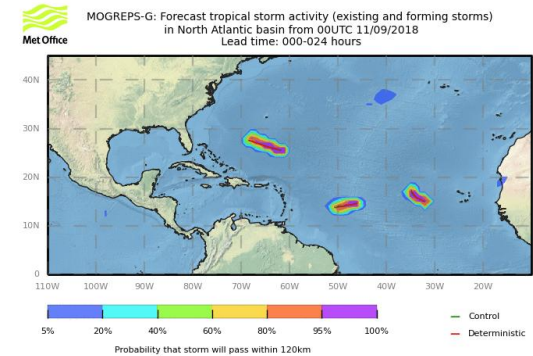 MOGREPS-G: Forecast tropical storm activity (existing and forming storms)
in North Atlantic basin from 00UTC 11/09/2018
Lead time: 000-024 hours
Met Office
40N
30N
20N
10N
0
110W 100W 90W 80W 70W 60W 50W 40W 30W 20W
5% 20% 40% 60% 80% 95% 100%
Probability that storm will pass within 120km
Control
Deterministic